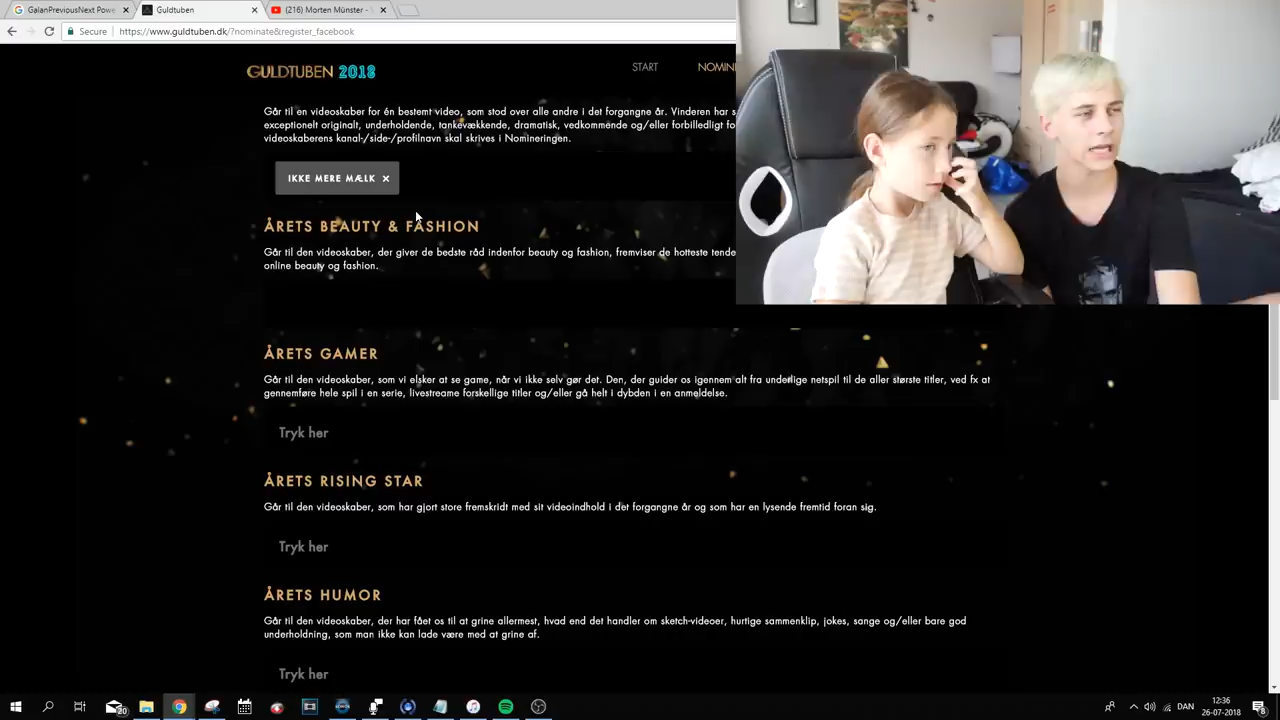 GalanPreviousNext Powe
Guldtuben
(216) Morten Münster -
Secure
https://www.guldtuben.dk/?nominate&register_facebook
GULDTUBEN 2018
START
NOMIN
Går til en videoskaber for én bestemt video, som stod over alle andre i det forgangne år. Vinderen har s
exceptionelt originalt, underholdende, tankevækkende, dramatisk, vedkommende og/eller forbilledligt fo
videoskaberens kanal-/side-/profilnavn skal skrives i Nomineringen.
IKKE MERE MÆLK ×
ÅRETS BEAUTY & FASHION
Går til den videoskaber, der giver de bedste råd indenfor beauty og fashion, fremviser de hotteste tende
online beauty og fashion.
ÅRETS GAMER
Går til den videoskaber, som vi elsker at se game, når vi ikke selv gør det. Den, der guider os igennem alt fra underlige netspil til de aller største titler, ved fx at
gennemføre hele spil i en serie, livestreame forskellige titler og/eller gå helt i dybden i en anmeldelse.
Tryk her
ÅRETS RISING STAR
Går til den videoskaber, som har gjort store fremskridt med sit videoindhold i det forgangne år og som har en lysende fremtid foran sig.
Tryk her
ÅRETS HUMOR
Går til den videoskaber, der har fået os til at grine allermest, hvad end det handler om sketch-videoer, hurtige sammenklip, jokes, sange og/eller bare god
underholdning, som man ikke kan lade være med at grine af.
Tryk her
20
DAN
12:36
26-07-2018
8